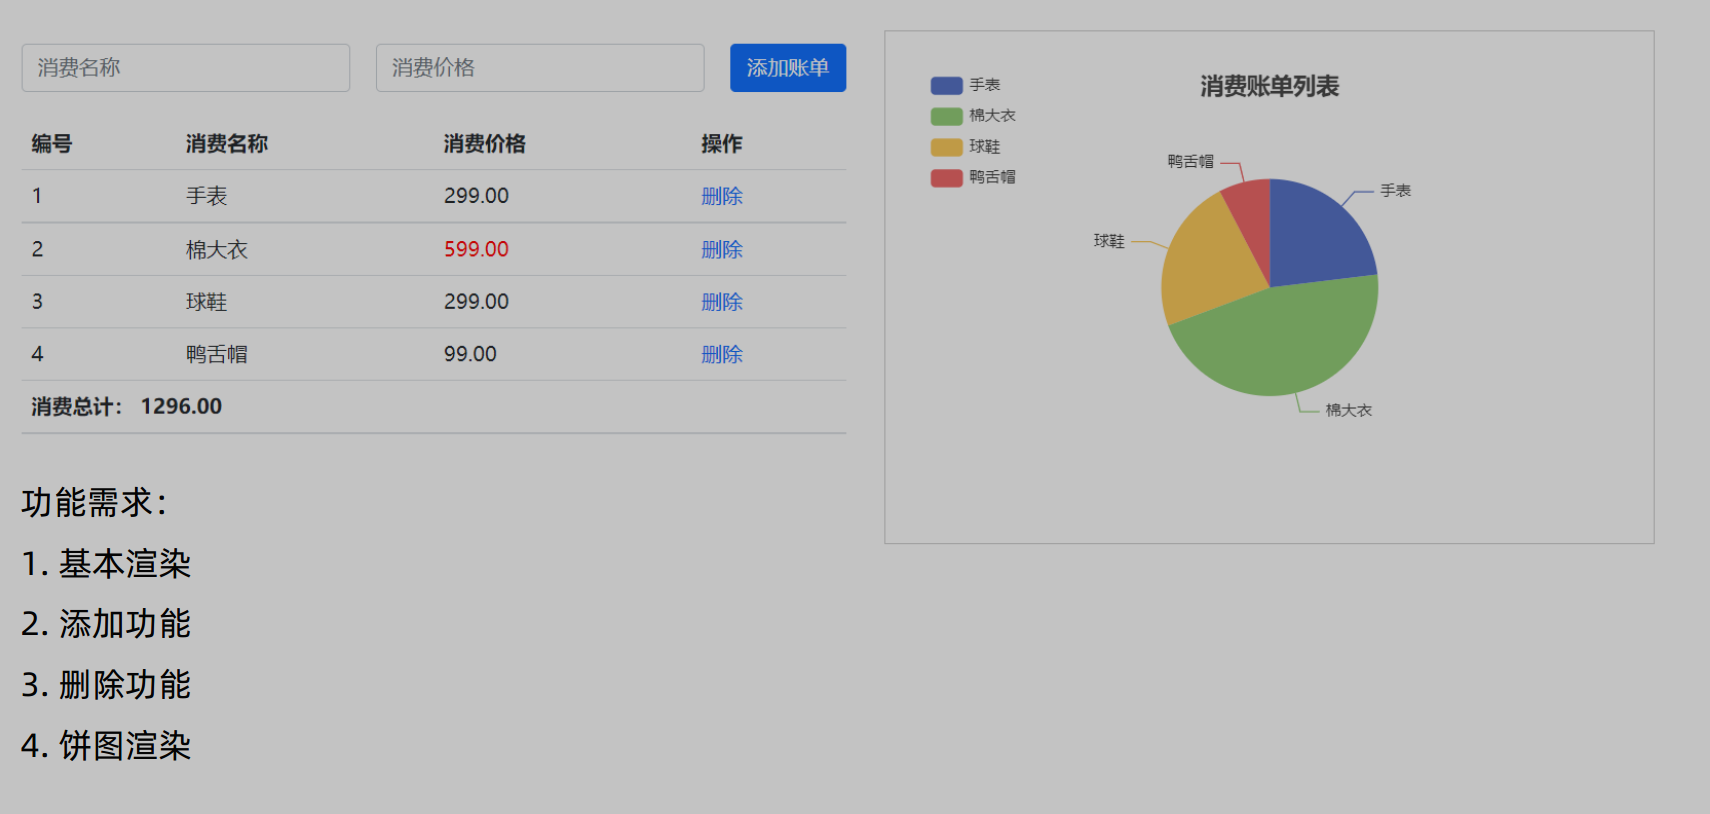 消费名称 消费价格 添加账单
编号 消费名称 消费价格 操作
1 手表 299.00 删除
2 棉大衣 599.00 删除
3 球鞋 299.00 删除
4 鸭舌帽 99.00 删除
消费总计： 1296.00
功能需求：
1. 基本渲染
2. 添加功能
3. 删除功能
4. 饼图渲染
消费账单列表
手表
棉大衣
球鞋
鸭舌帽
鸭舌帽
手表
球鞋
棉大衣